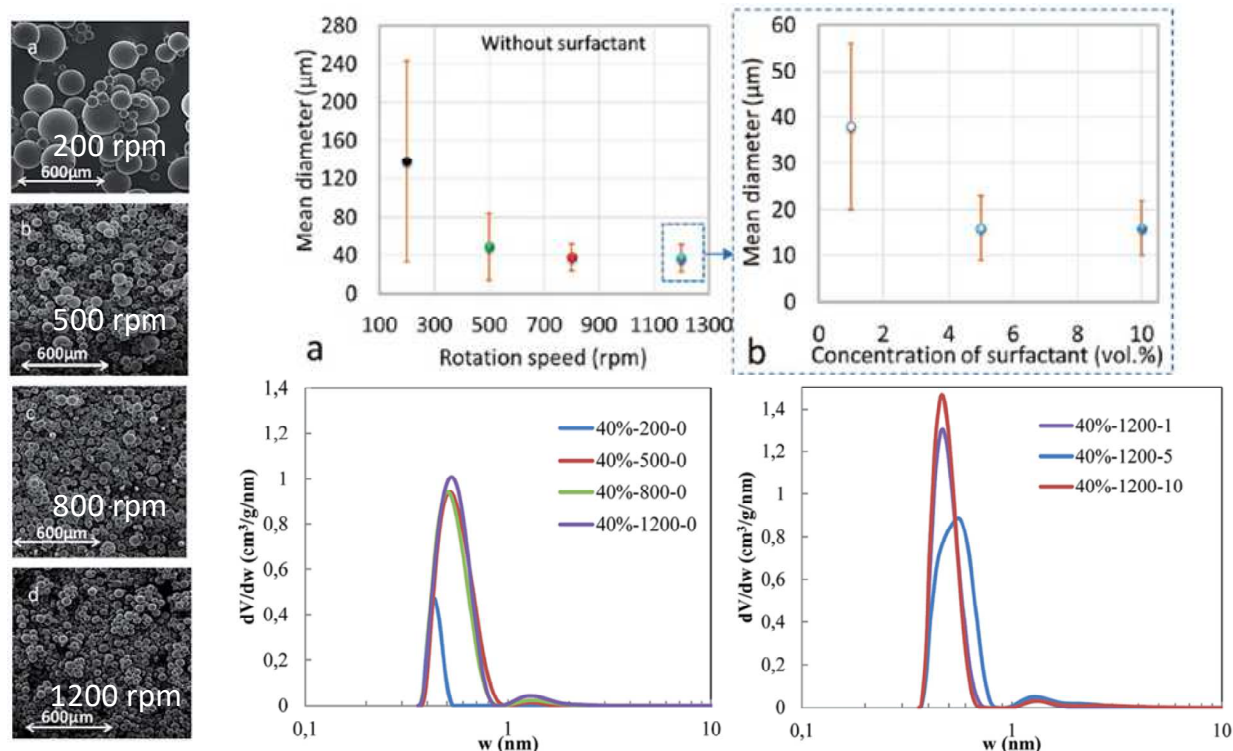 a
200 rpm
600µm
b
500 rpm
600µm
c
800 rpm
600µm
d
1200 rpm
600µm
280
240
200
160
120
80
40
0
Mean diameter (µm)
Without surfactant
100 300 500 700 900 1100 1300
a
Rotation speed (rpm)
60
50
40
30
20
10
0
Mean diameter (µm)
0 2 4 6 8 10
b
Concentration of surfactant (vol.%)
1,4
1,2
1
0,8
0,6
0,4
0,2
0
dV/dw (cm³/g/nm)
40%-200-0
40%-500-0
40%-800-0
40%-1200-0
0,1 1 10
w (nm)
1,4
1,2
1
0,8
0,6
0,4
0,2
0
dV/dw (cm³/g/nm)
40%-1200-1
40%-1200-5
40%-1200-10
0,1 1 10
w (nm)